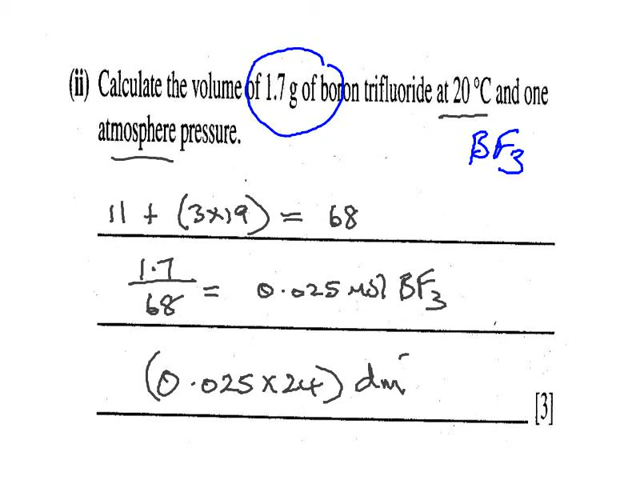 (ii) Calculate the volume of 1.7 g of boron trifluoride at 20 °C and one
atmosphere pressure.
BF₃
11 + (3×19) = 68
1.7
68
= 0.025 mol BF₃
(0.025×24) dm
[3]